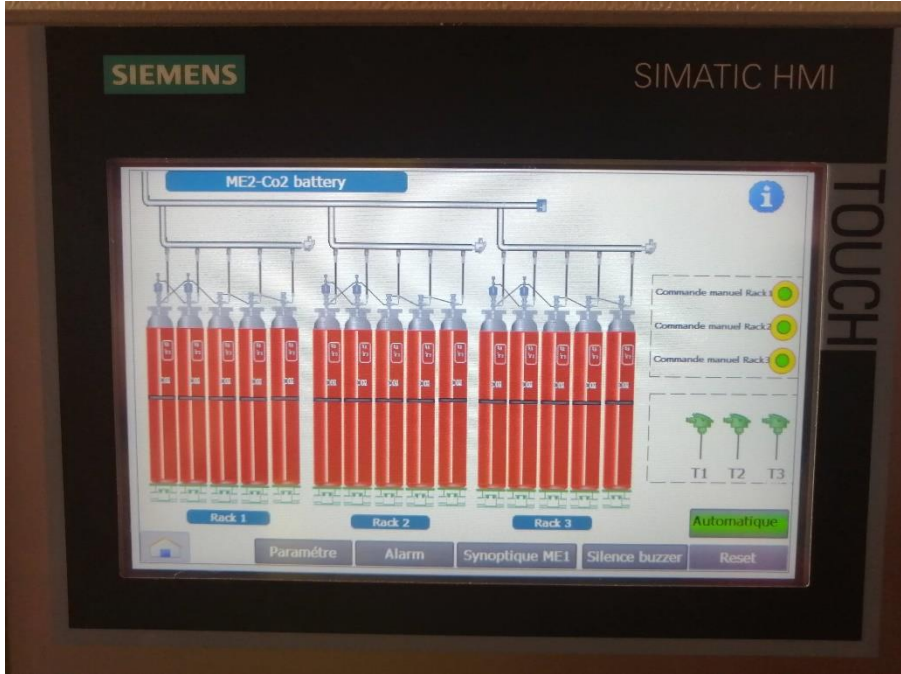 SIEMENS
SIMATIC HMI
TOUCH
ME2-Co2 battery
i
Commande manuel Rack1
Commande manuel Rack2
Commande manuel Rack3
T1 T2 T3
Rack 1 Rack 2 Rack 3
Automatique
Paramétre Alarm Synoptique ME1 Silence buzzer Reset